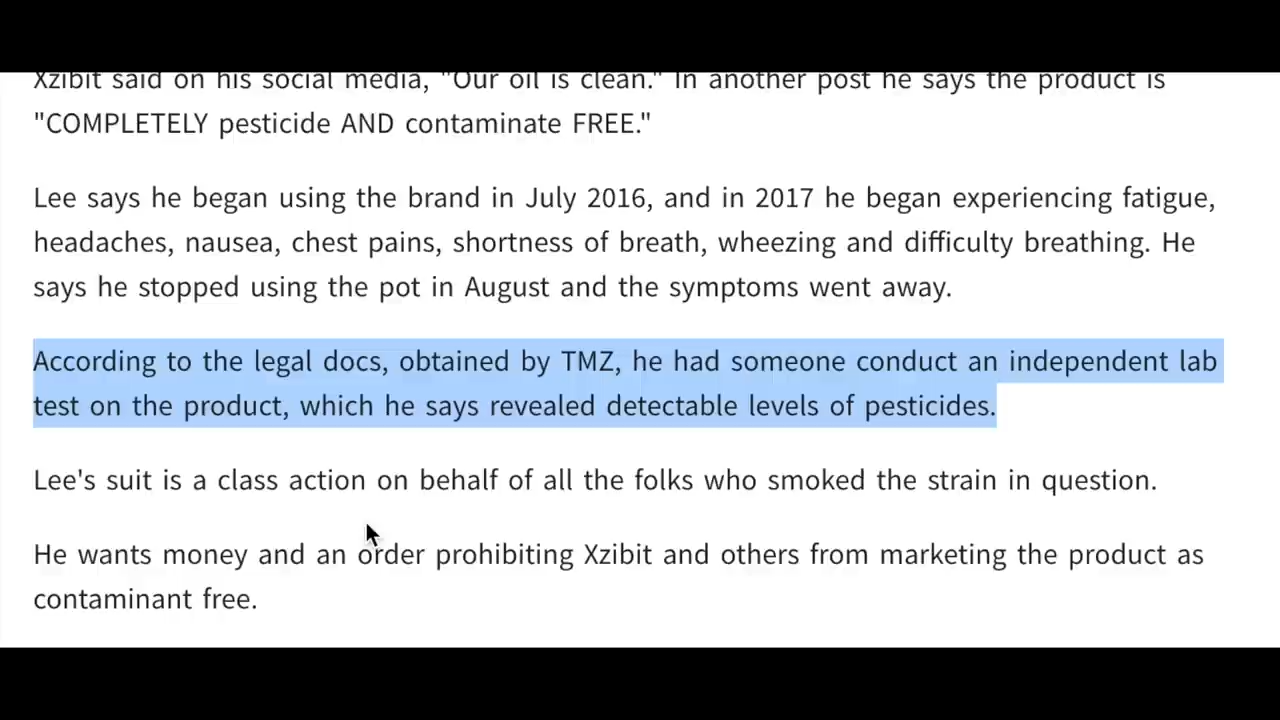 Xzibit said on his social media, "Our oil is clean." In another post he says the product is
"COMPLETELY pesticide AND contaminate FREE."
Lee says he began using the brand in July 2016, and in 2017 he began experiencing fatigue,
headaches, nausea, chest pains, shortness of breath, wheezing and difficulty breathing. He
says he stopped using the pot in August and the symptoms went away.
According to the legal docs, obtained by TMZ, he had someone conduct an independent lab
test on the product, which he says revealed detectable levels of pesticides.
Lee's suit is a class action on behalf of all the folks who smoked the strain in question.
He wants money and an order prohibiting Xzibit and others from marketing the product as
contaminant free.